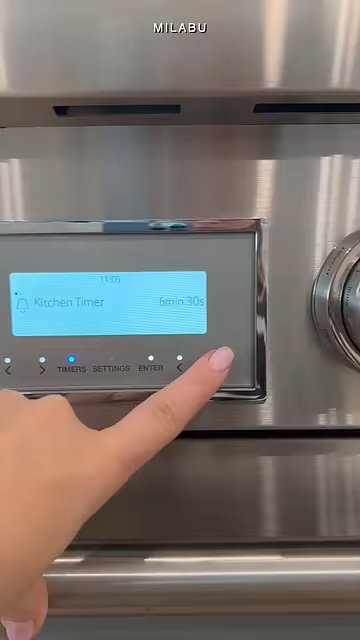 MILABU
11:05
Kitchen Timer 6min 30s
< > TIMERS SETTINGS ENTER <